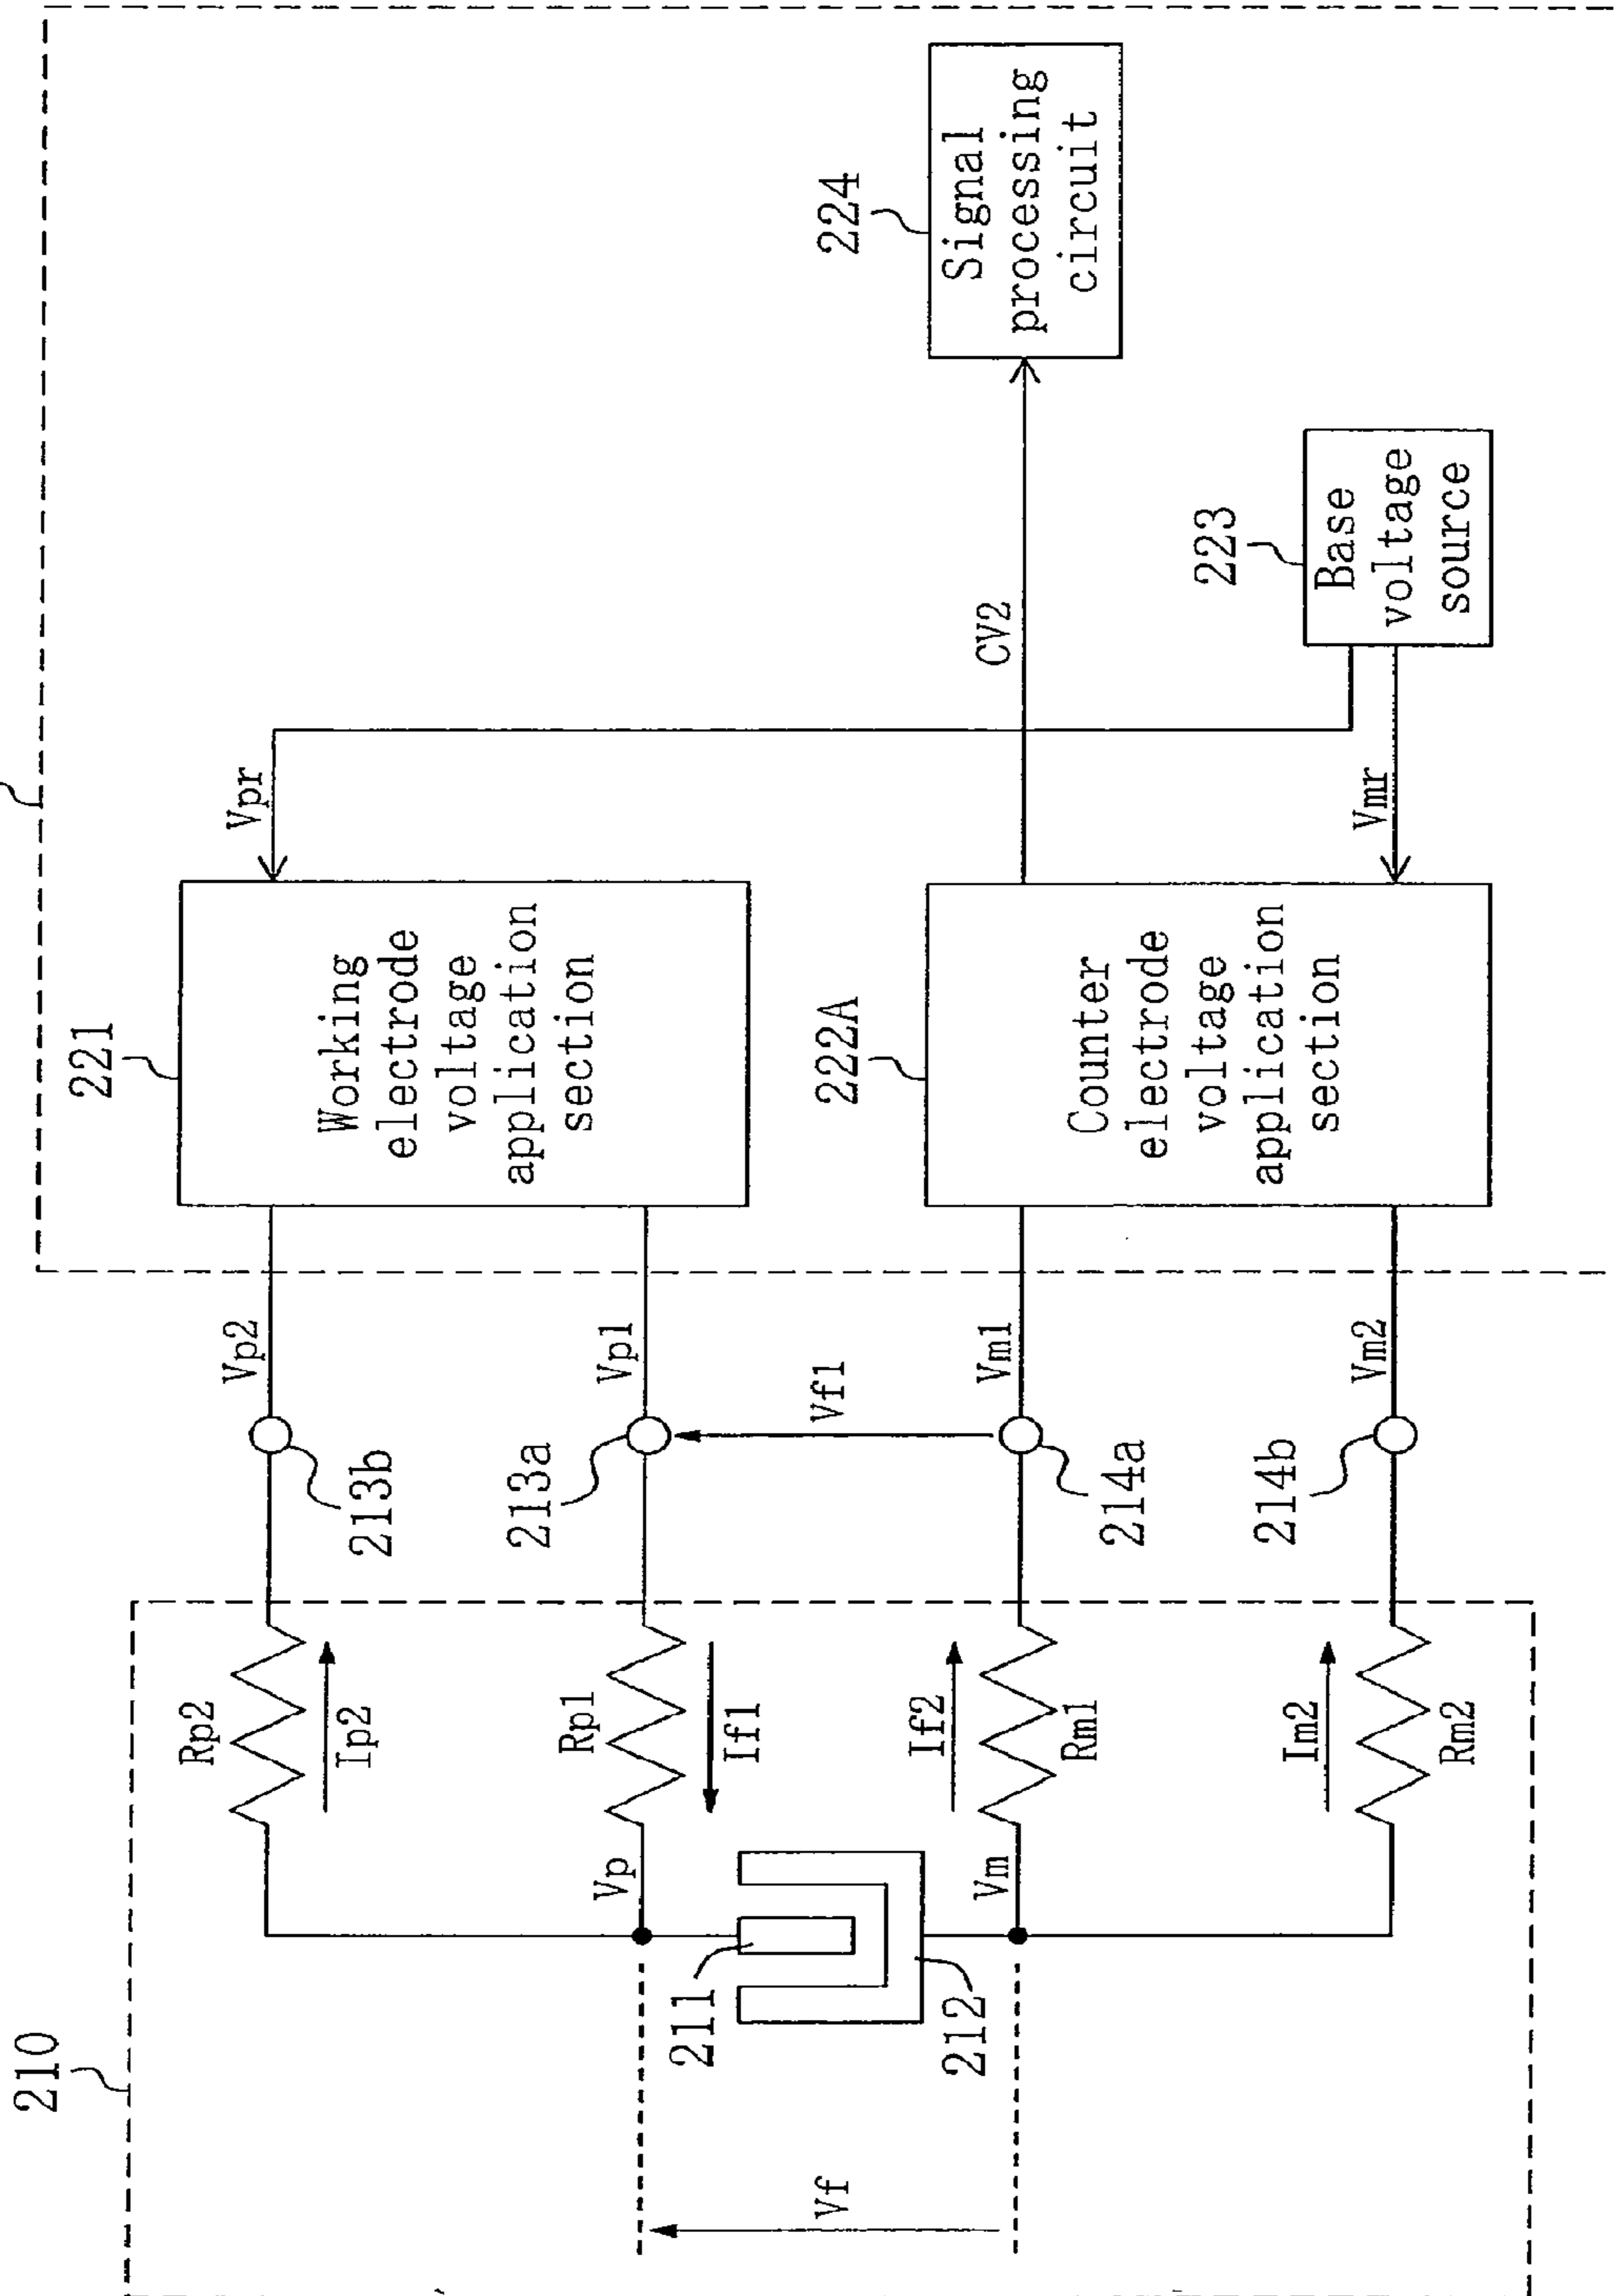 210
Vf
Rp2
Ip2
Rp1
If1
Vp
211
212
Vm
If2
Rm1
Im2
Rm2
213b
213a
214a
214b
Vp2
Vp1
Vf1
Vm1
Vm2
221
Working
electrode
voltage
application
section
222A
Counter
electrode
voltage
application
section
Vpr
CV2
Vmr
223
Base
voltage
source
224
Signal
processing
circuit